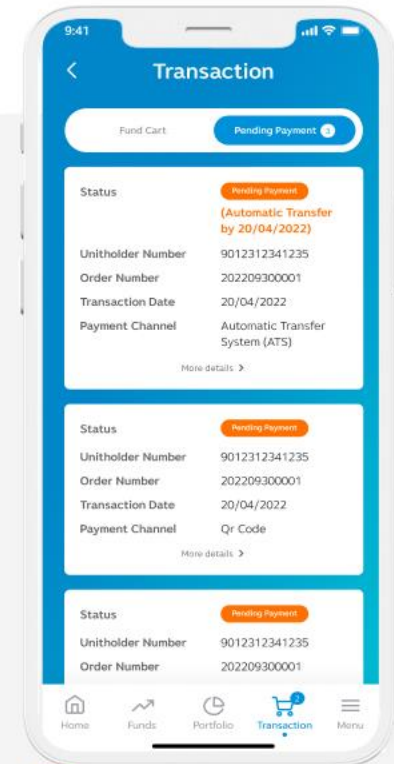 9:41
Transaction
Fund Cart Pending Payment 3
Status Pending Payment
(Automatic Transfer
by 20/04/2022)
Unitholder Number 9012312341235
Order Number 202209300001
Transaction Date 20/04/2022
Payment Channel Automatic Transfer
System (ATS)
More details
Status Pending Payment
Unitholder Number 9012312341235
Order Number 202209300001
Transaction Date 20/04/2022
Payment Channel Qr Code
More details
Status Pending Payment
Unitholder Number 9012312341235
Order Number 202209300001
2
Home Funds Portfolio Transaction Menu